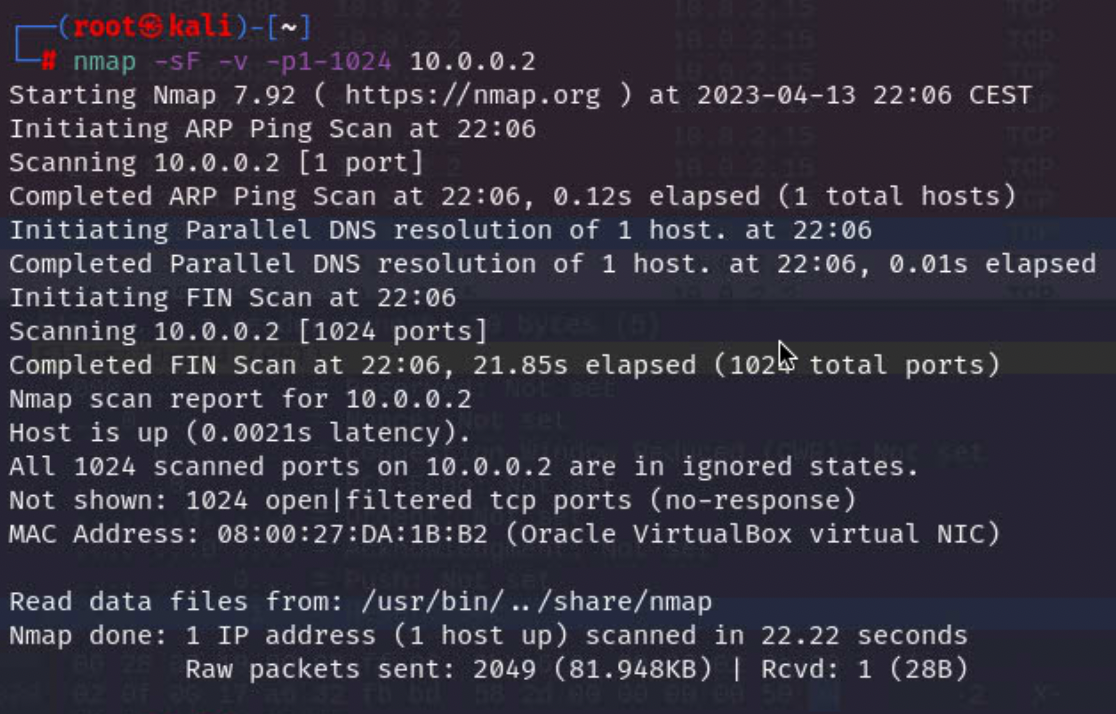 (root㉿kali)-[~]
# nmap -sF -v -p1-1024 10.0.0.2
Starting Nmap 7.92 ( https://nmap.org ) at 2023-04-13 22:06 CEST
Initiating ARP Ping Scan at 22:06
Scanning 10.0.0.2 [1 port]
Completed ARP Ping Scan at 22:06, 0.12s elapsed (1 total hosts)
Initiating Parallel DNS resolution of 1 host. at 22:06
Completed Parallel DNS resolution of 1 host. at 22:06, 0.01s elapsed
Initiating FIN Scan at 22:06
Scanning 10.0.0.2 [1024 ports]
Completed FIN Scan at 22:06, 21.85s elapsed (1024 total ports)
Nmap scan report for 10.0.0.2
Host is up (0.0021s latency).
All 1024 scanned ports on 10.0.0.2 are in ignored states.
Not shown: 1024 open|filtered tcp ports (no-response)
MAC Address: 08:00:27:DA:1B:B2 (Oracle VirtualBox virtual NIC)
Read data files from: /usr/bin/../share/nmap
Nmap done: 1 IP address (1 host up) scanned in 22.22 seconds
Raw packets sent: 2049 (81.948KB) | Rcvd: 1 (28B)